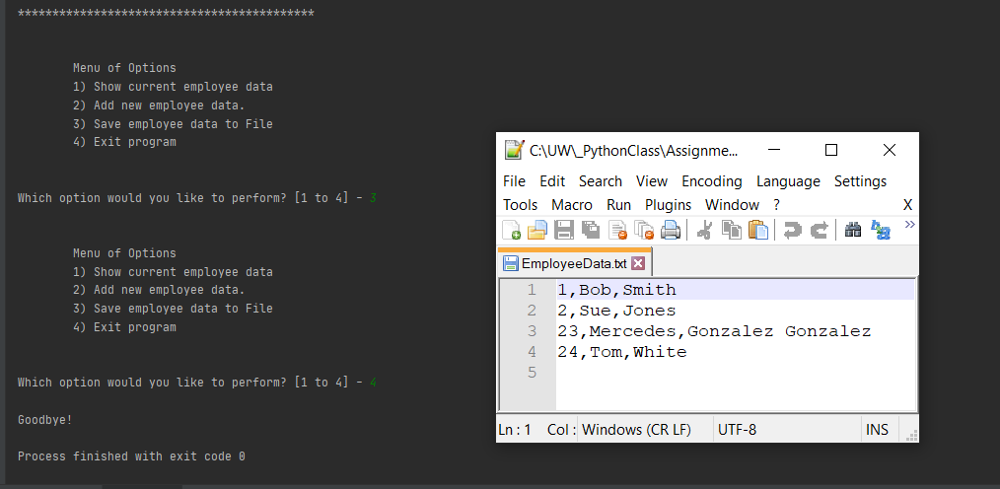 *******************************************
Menu of Options
1) Show current employee data
2) Add new employee data.
3) Save employee data to File
4) Exit program
Which option would you like to perform? [1 to 4] - 3
Menu of Options
1) Show current employee data
2) Add new employee data.
3) Save employee data to File
4) Exit program
Which option would you like to perform? [1 to 4] - 4
Goodbye!
Process finished with exit code 0
C:\UW\_PythonClass\Assignme...
File Edit Search View Encoding Language Settings
Tools Macro Run Plugins Window ? X
EmployeeData.txt
1 1,Bob,Smith
2 2,Sue,Jones
3 23,Mercedes,Gonzalez Gonzalez
4 24,Tom,White
5
Ln : 1 Col : Windows (CR LF) UTF-8 INS